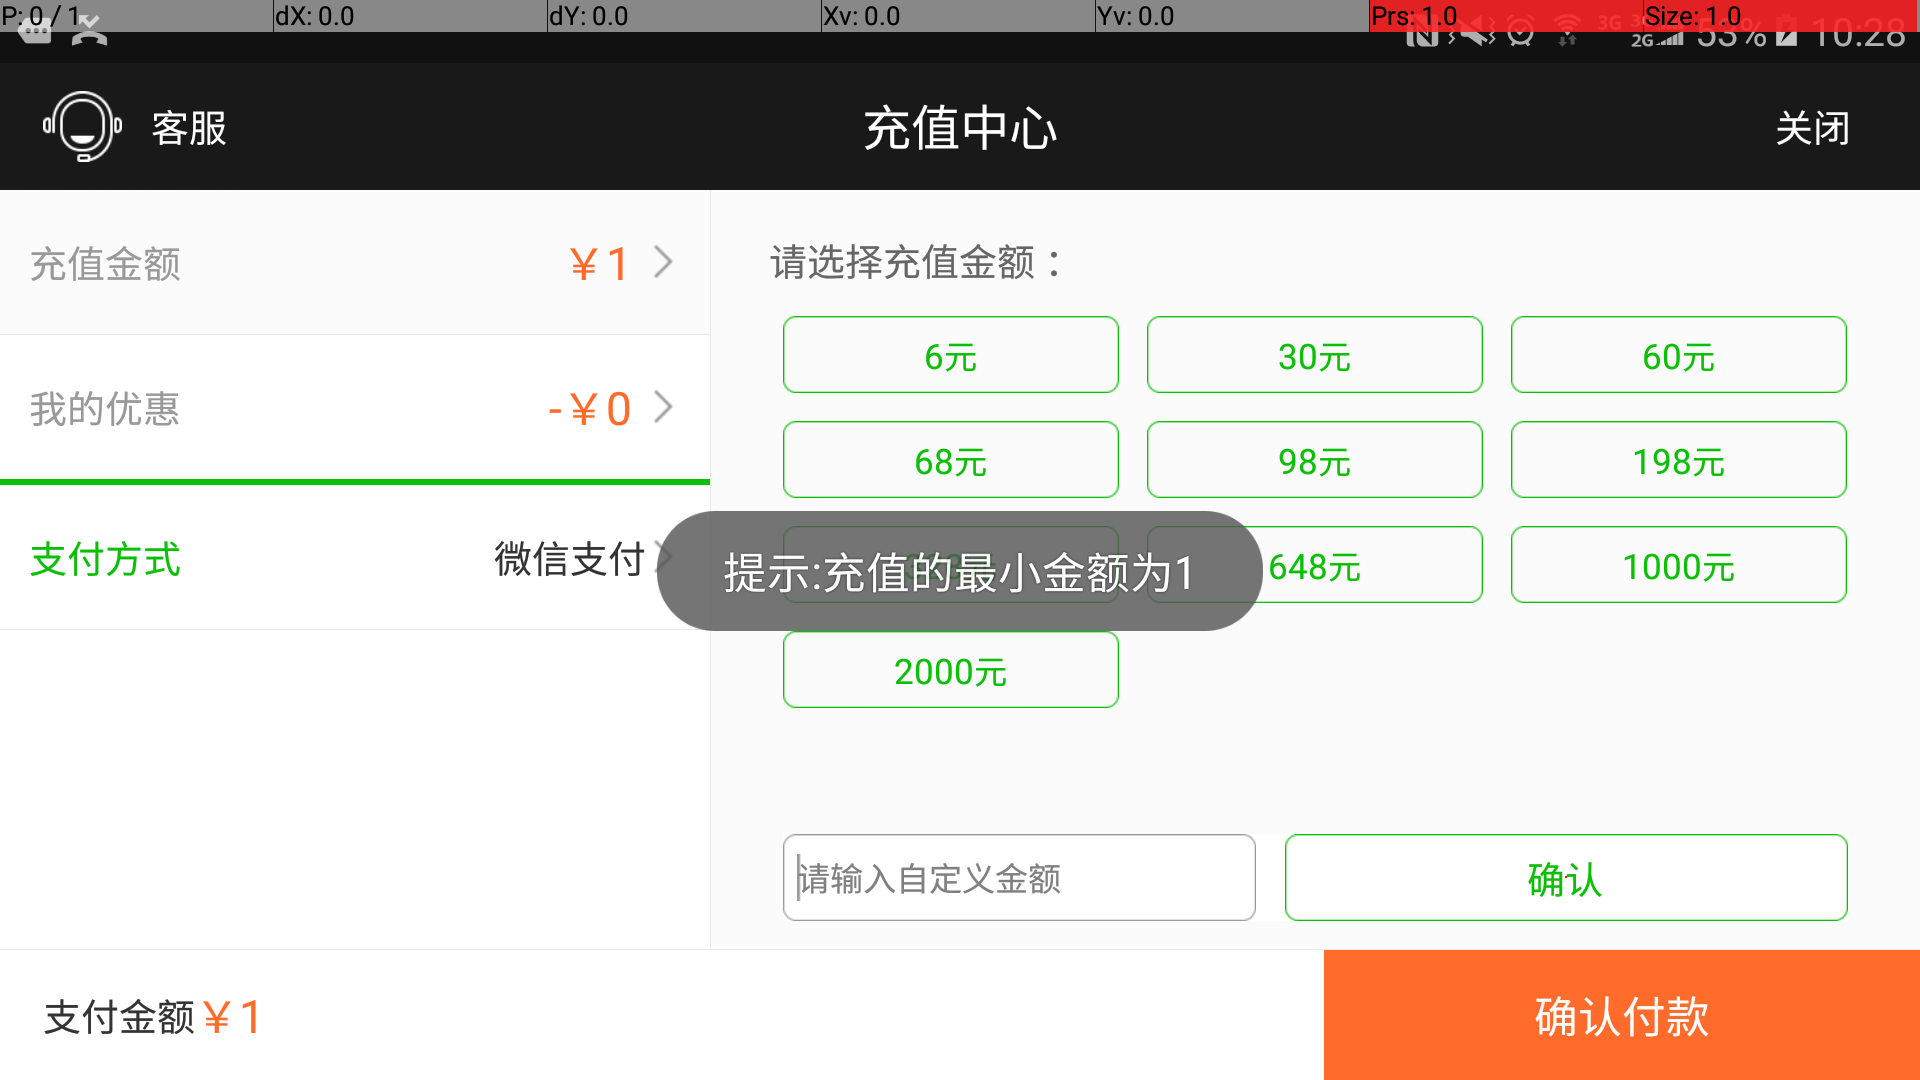 P: 0 / 1 dX: 0.0 dY: 0.0 Xv: 0.0 Yv: 0.0 Prs: 1.0 Size: 1.0
3G 2G 53% 10:28
客服 充值中心 关闭
充值金额 ¥1
我的优惠 -¥0
支付方式 微信支付
请选择充值金额：
6元 30元 60元
68元 98元 198元
648元 1000元
提示:充值的最小金额为1
2000元
请输入自定义金额 确认
支付金额¥1 确认付款